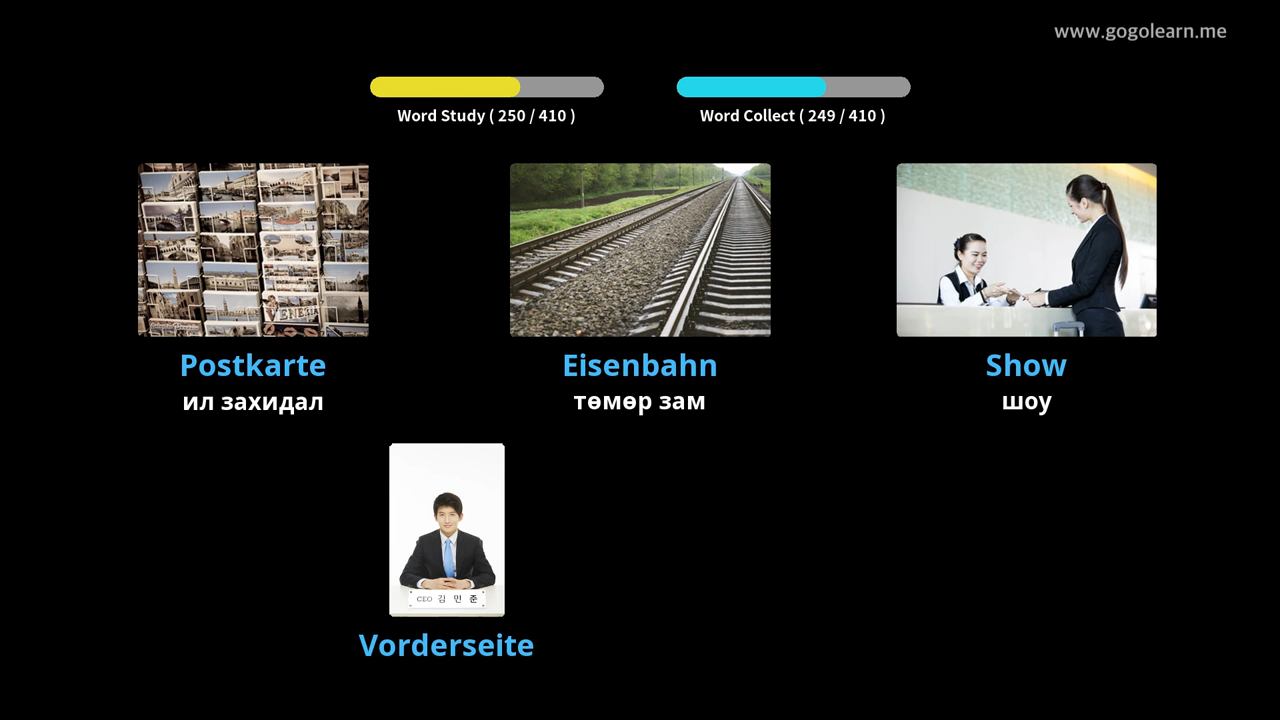 www.gogolearn.me
Word Study ( 250 / 410 )
Word Collect ( 249 / 410 )
Postkarte
ил захидал
Eisenbahn
төмөр зам
Show
шоу
CEO 김 민 준
Vorderseite